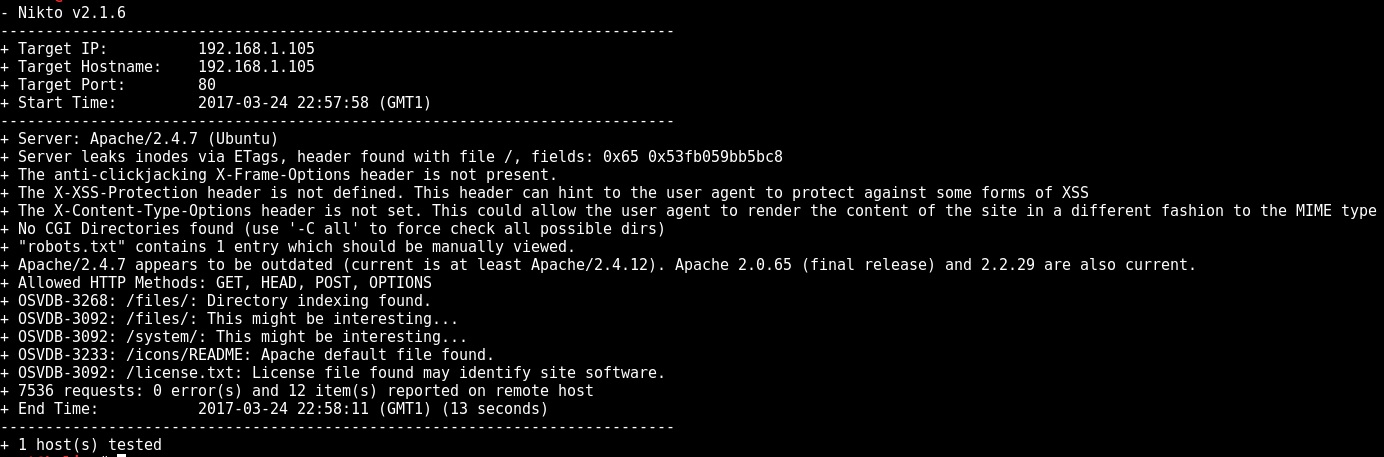 - Nikto v2.1.6
---------------------------------------------------------------------------
+ Target IP:          192.168.1.105
+ Target Hostname:    192.168.1.105
+ Target Port:        80
+ Start Time:         2017-03-24 22:57:58 (GMT1)
---------------------------------------------------------------------------
+ Server: Apache/2.4.7 (Ubuntu)
+ Server leaks inodes via ETags, header found with file /, fields: 0x65 0x53fb059bb5bc8
+ The anti-clickjacking X-Frame-Options header is not present.
+ The X-XSS-Protection header is not defined. This header can hint to the user agent to protect against some forms of XSS
+ The X-Content-Type-Options header is not set. This could allow the user agent to render the content of the site in a different fashion to the MIME type
+ No CGI Directories found (use '-C all' to force check all possible dirs)
+ "robots.txt" contains 1 entry which should be manually viewed.
+ Apache/2.4.7 appears to be outdated (current is at least Apache/2.4.12). Apache 2.0.65 (final release) and 2.2.29 are also current.
+ Allowed HTTP Methods: GET, HEAD, POST, OPTIONS
+ OSVDB-3268: /files/: Directory indexing found.
+ OSVDB-3092: /files/: This might be interesting...
+ OSVDB-3092: /system/: This might be interesting...
+ OSVDB-3233: /icons/README: Apache default file found.
+ OSVDB-3092: /license.txt: License file found may identify site software.
+ 7536 requests: 0 error(s) and 12 item(s) reported on remote host
+ End Time:           2017-03-24 22:58:11 (GMT1) (13 seconds)
---------------------------------------------------------------------------
+ 1 host(s) tested